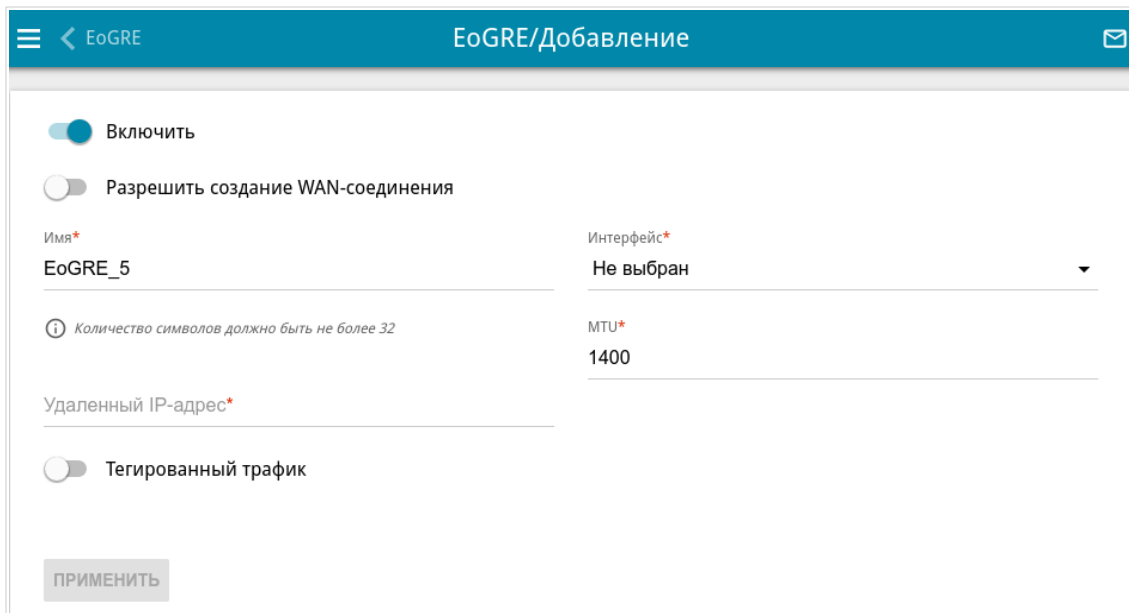 EoGRE
EoGRE/Добавление
Включить
Разрешить создание WAN-соединения
Имя*
EoGRE_5
Количество символов должно быть не более 32
Интерфейс*
Не выбран
MTU*
1400
Удаленный IP-адрес*
Тегированный трафик
ПРИМЕНИТЬ